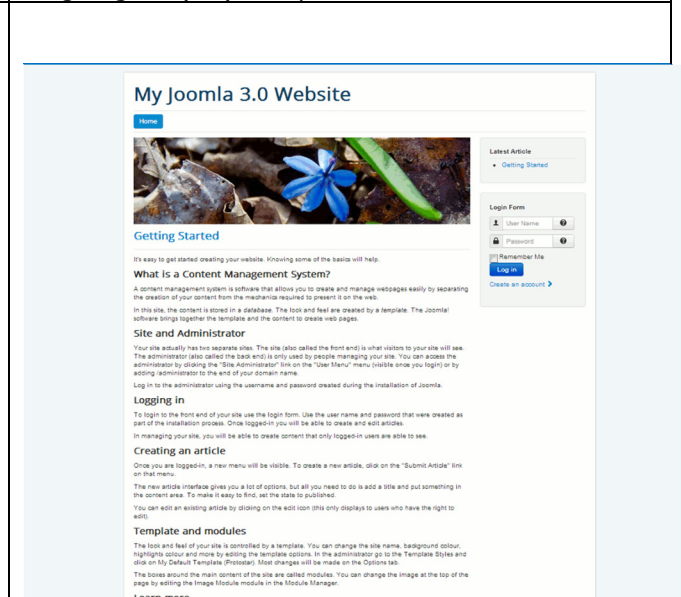 My Joomla 3.0 Website
Home
Getting Started
It's easy to get started creating your website. Knowing some of the basics will help.
What is a Content Management System?
A content management system is software that allows you to create and manage webpages easily by separating
the creation of your content from the mechanics required to present it on the web.
In this site, the content is stored in a database. The look and feel are created by a template. The Joomla!
software brings together the template and the content to create web pages.
Site and Administrator
Your site actually has two separate sites. The site (also called the front end) is what visitors to your site will see.
The administrator (also called the back end) is only used by people managing your site. You can access the
administrator by clicking the "Site Administrator" link on the "User Menu" menu (visible once you login) or by
adding /administrator to the end of your domain name.
Log in to the administrator using the username and password created during the installation of Joomla.
Logging in
To login to the front end of your site use the login form. Use the user name and password that were created as
part of the installation process. Once logged-in you will be able to create and edit articles.
In managing your site, you will be able to create content that only logged-in users are able to see.
Creating an article
Once you are logged-in, a new menu will be visible. To create a new article, click on the "Submit Article" link
on that menu.
The new article interface gives you a lot of options, but all you need to do is add a title and put something in
the content area. To make it easy to find, set the state to published.
You can edit an existing article by clicking on the edit icon (this only displays to users who have the right to
edit).
Template and modules
The look and feel of your site is controlled by a template. You can change the site name, background colour,
highlights colour and more by editing the template options. In the administrator go to the Template Styles and
click on My Default Template (Protostar). Most changes will be made on the Options tab.
The boxes around the main content of the site are called modules. You can change the image at the top of the
page by editing the Image Module module in the Module Manager.
Latest Article
Getting Started
Login Form
User Name
Password
Remember Me
Log in
Create an account